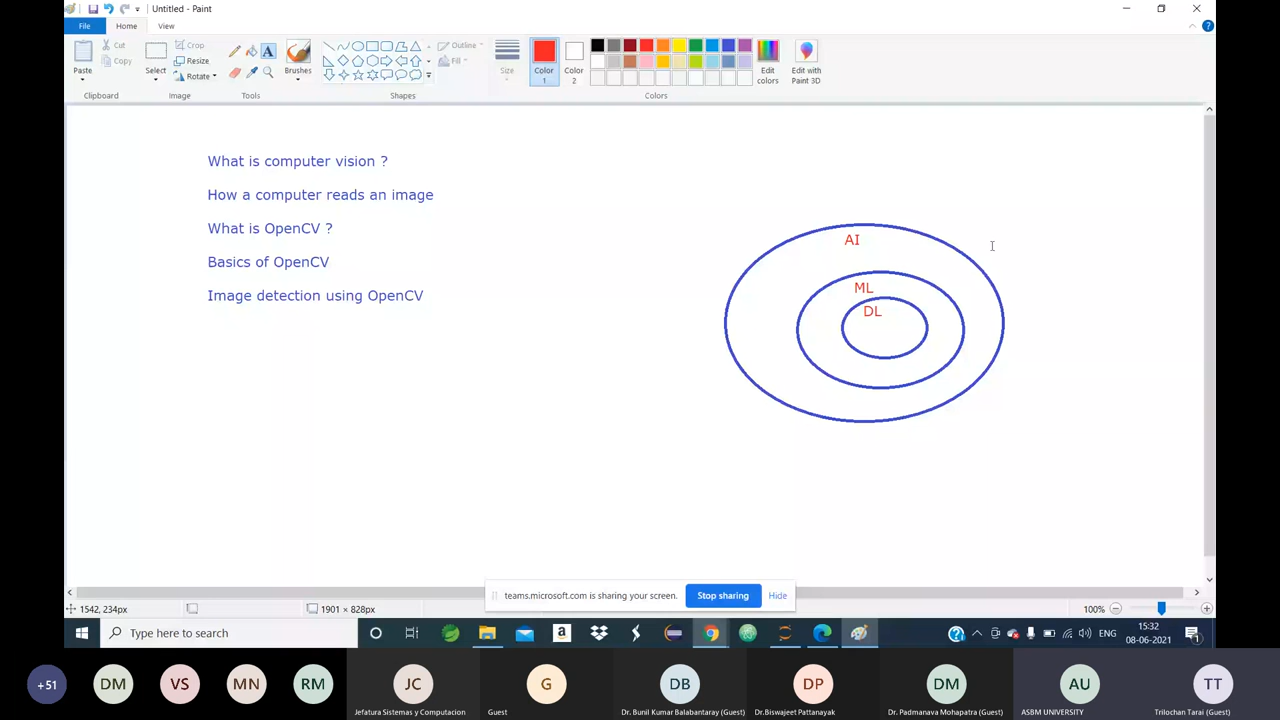 Untitled - Paint
File
Home
View
Paste
Cut
Copy
Clipboard
Select
Crop
Resize
Rotate
Image
Tools
Brushes
Shapes
Outline
Fill
Size
Color 1
Color 2
Edit colors
Edit with Paint 3D
Colors
What is computer vision ?
How a computer reads an image
What is OpenCV ?
Basics of OpenCV
Image detection using OpenCV
AI
ML
DL
teams.microsoft.com is sharing your screen.
Stop sharing
Hide
1542, 234px
1901 × 828px
100%
Type here to search
ENG
15:32
08-06-2021
+51
DM
VS
MN
RM
JC
Jefatura Sistemas y Computacion
G
Guest
DB
Dr. Bunil Kumar Balabantaray (Guest)
DP
Dr.Biswajeet Pattanayak
DM
Dr. Padmanava Mohapatra (Guest)
AU
ASBM UNIVERSITY
TT
Trilochan Tarai (Guest)